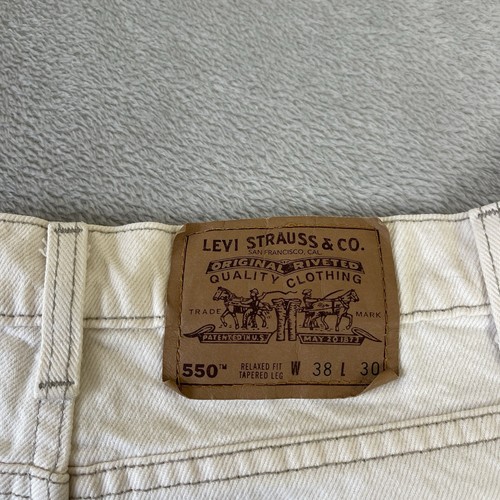 LEVI STRAUSS & CO.
SAN FRANCISCO, CAL.
ORIGINAL RIVETED
QUALITY CLOTHING
TRADE MARK
PATENTED IN U.S. MAY 20 1873
550™ RELAXED FIT W 38 L 30
TAPERED LEG